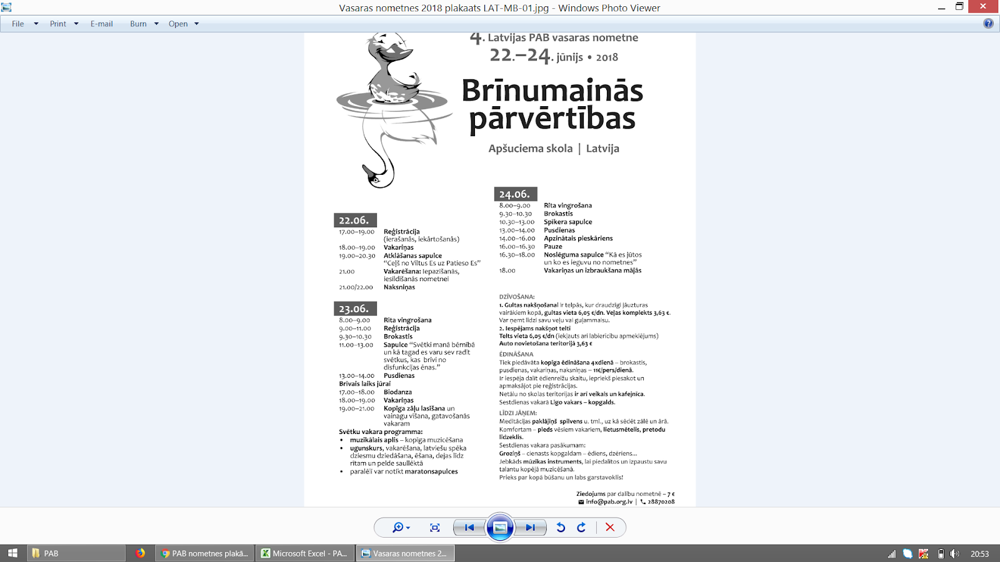 Vasaras nometnes 2018 plakaats LAT-MB-01.jpg - Windows Photo Viewer
File Print E-mail Burn Open
4. Latvijas PAB vasaras nometne
22.–24. jūnijs • 2018
Brīnumainās
pārvērtības
Apšuciema skola | Latvija
22.06.
17.00–19.00 Reģistrācija
(ierašanās, iekārtošanās)
18.00–19.00 Vakariņas
19.00–20.30 Atklāšanas sapulce
“Ceļš no Viltus Es uz Patieso Es”
21.00 Vakarēšana: Iepazīšanās,
iesildīšanās nometnei
21.00/22.00 Naksniņas
23.06.
8.00–9.00 Rīta vingrošana
9.00–11.00 Reģistrācija
9.30–10.30 Brokastis
11.00–13.00 Sapulce “Svētki manā bērnībā
un kā tagad es varu sev radīt
svētkus, kas brīvi no
disfunkcijas ēnas.”
13.00–14.00 Pusdienas
Brīvais laiks jūrai
17.00–18.00 Biodanza
18.00–19.00 Vakariņas
19.00–21.00 Kopīga zāļu lasīšana un
vainagu vīšana, gatavošanās
vakaram
Svētku vakara programma:
• muzikālais aplis – kopīga muzicēšana
• ugunskurs, vakarēšana, latviešu spēka
dziesmu dziedāšana, ēšana, dejas līdz
rītam un pelde saullēktā
• paralēli var notikt maratonsapulces
24.06.
8.00–9.00 Rīta vingrošana
9.30–10.30 Brokastis
10.30–13.00 Spīkera sapulce
13.00–14.00 Pusdienas
14.00–16.00 Apzinātais pieskāriens
16.00–16.30 Pauze
16.30–18.00 Noslēguma sapulce “Kā es jūtos
un ko es ieguvu no nometnes”
18.00 Vakariņas un izbraukšana mājās
DZĪVOŠANA:
1. Gultas nakšņošanai ir telpās, kur draudzīgi jāuzturas
vairākiem kopā, gultas vieta 6,05 €/dn. Veļas komplekts 3,63 €.
Var ņemt līdzi savu veļu vai guļammaisu.
2. Iespējams nakšņot teltī
Telts vieta 6,05 €/dn (iekļauts arī labierīcību apmeklējums)
Auto novietošana teritorijā 3,63 €
ĒDINĀŠANA
Tiek piedāvāta kopīga ēdināšana 4xdienā – brokastis,
pusdienas, vakariņas, naksniņas – 11€/pers/dienā.
Ir iespēja dalīt ēdienreižu skaitu, iepriekš piesakot un
apmaksājot pie reģistrācijas.
Netālu no skolas teritorijas ir arī veikals un kafejnīca.
Sestdienas vakarā Līgo vakars – kopgalds.
LĪDZI JĀŅEM:
Meditācijas paklājiņš spilvens u. tml., uz kā sēdēt zālē un ārā.
Komfortam – pleds vēsiem vakariem, lietusmētelis, pretodu
līdzeklis.
Sestdienas vakara pasākumam:
Groziņš – cienasts kopgaldam – ēdiens, dzēriens...
Jebkāds mūzikas instruments, lai piedalītos un izpaustu savu
talantu kopējā muzicēšanā.
Prieks par kopā būšanu un labs garstavoklis!
Ziedojums par dalību nometnē – 7 €
info@pab.org.lv | 28870208
PAB
PAB nometnes plakā...
Microsoft Excel - PA...
Vasaras nometnes 2...
20:53